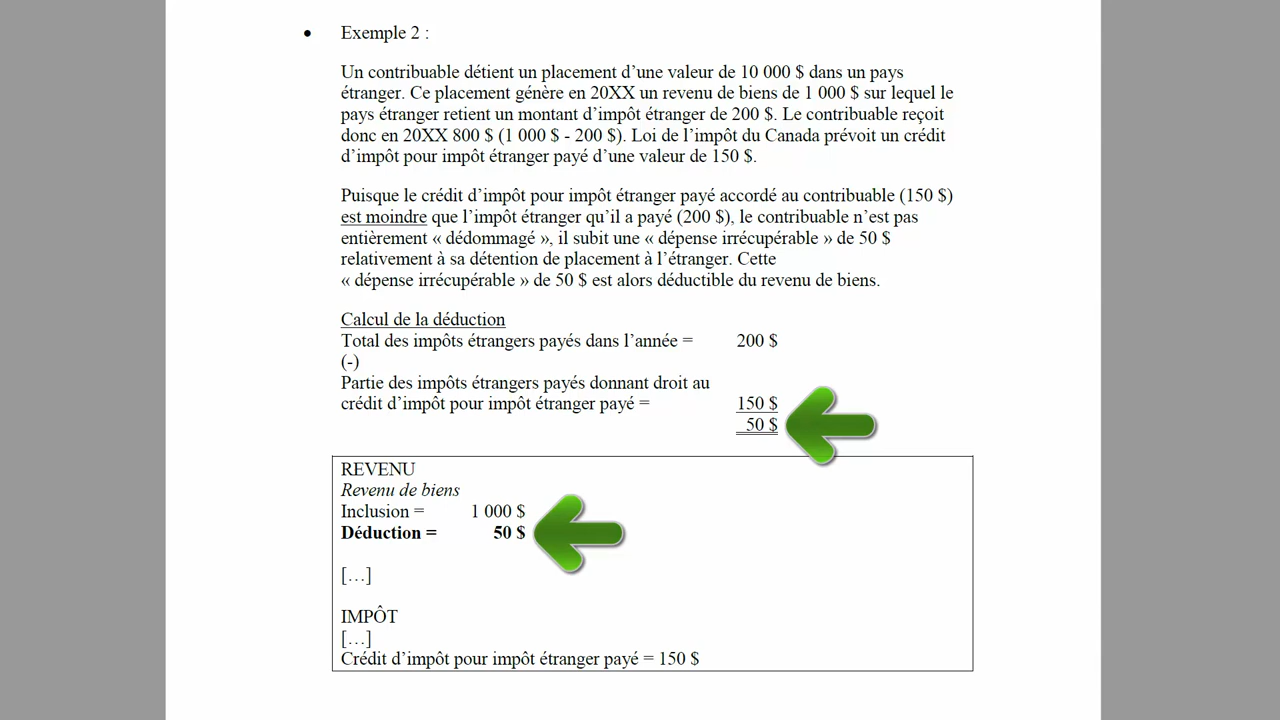 • Exemple 2 :
Un contribuable détient un placement d’une valeur de 10 000 $ dans un pays
étranger. Ce placement génère en 20XX un revenu de biens de 1 000 $ sur lequel le
pays étranger retient un montant d’impôt étranger de 200 $. Le contribuable reçoit
donc en 20XX 800 $ (1 000 $ - 200 $). Loi de l’impôt du Canada prévoit un crédit
d’impôt pour impôt étranger payé d’une valeur de 150 $.
Puisque le crédit d’impôt pour impôt étranger payé accordé au contribuable (150 $)
est moindre que l’impôt étranger qu’il a payé (200 $), le contribuable n’est pas
entièrement « dédommagé », il subit une « dépense irrécupérable » de 50 $
relativement à sa détention de placement à l’étranger. Cette
« dépense irrécupérable » de 50 $ est alors déductible du revenu de biens.
Calcul de la déduction
Total des impôts étrangers payés dans l’année = 200 $
(-)
Partie des impôts étrangers payés donnant droit au
crédit d’impôt pour impôt étranger payé = 150 $
50 $
REVENU
Revenu de biens
Inclusion = 1 000 $
Déduction = 50 $
[…]
IMPÔT
[…]
Crédit d’impôt pour impôt étranger payé = 150 $